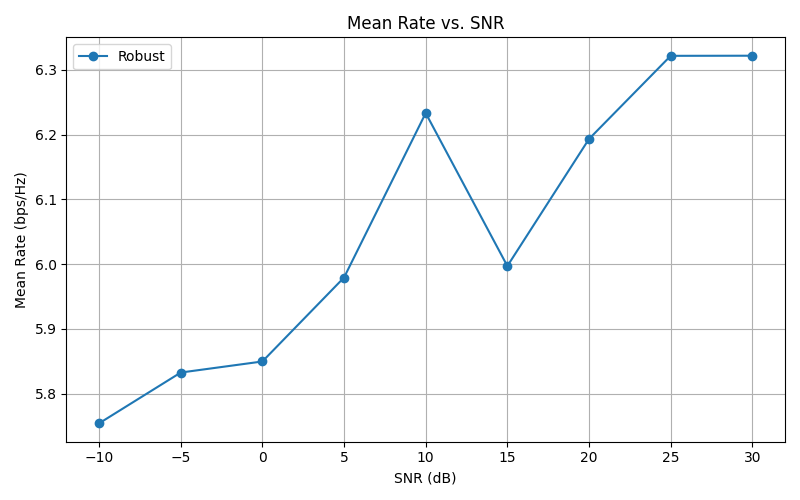 Mean Rate vs. SNR
Robust
Mean Rate (bps/Hz)
6.3
6.2
6.1
6.0
5.9
5.8
−10 −5 0 5 10 15 20 25 30
SNR (dB)